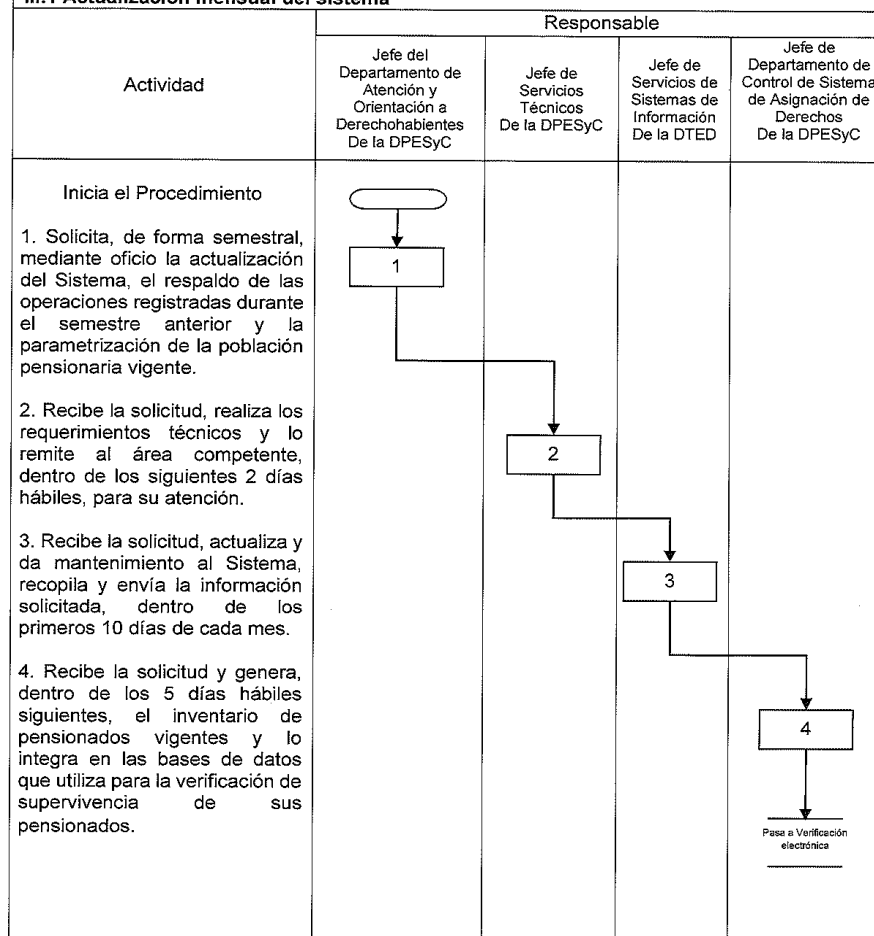 III.1 Actualización mensual del sistema
Responsable
Actividad
Jefe del
Departamento de
Atención y
Orientación a
Derechohabientes
De la DPESyC
Jefe de
Servicios
Técnicos
De la DPESyC
Jefe de
Servicios de
Sistemas de
Información
De la DTED
Jefe de
Departamento de
Control de Sistema
de Asignación de
Derechos
De la DPESyC
Inicia el Procedimiento
1. Solicita, de forma semestral,
mediante oficio la actualización
del Sistema, el respaldo de las
operaciones registradas durante
el semestre anterior y la
parametrización de la población
pensionaria vigente.
2. Recibe la solicitud, realiza los
requerimientos técnicos y lo
remite al área competente,
dentro de los siguientes 2 días
hábiles, para su atención.
3. Recibe la solicitud, actualiza y
da mantenimiento al Sistema,
recopila y envía la información
solicitada, dentro de los
primeros 10 días de cada mes.
4. Recibe la solicitud y genera,
dentro de los 5 días hábiles
siguientes, el inventario de
pensionados vigentes y lo
integra en las bases de datos
que utiliza para la verificación de
supervivencia de sus
pensionados.
1
2
3
4
Pasa a Verificación
electrónica